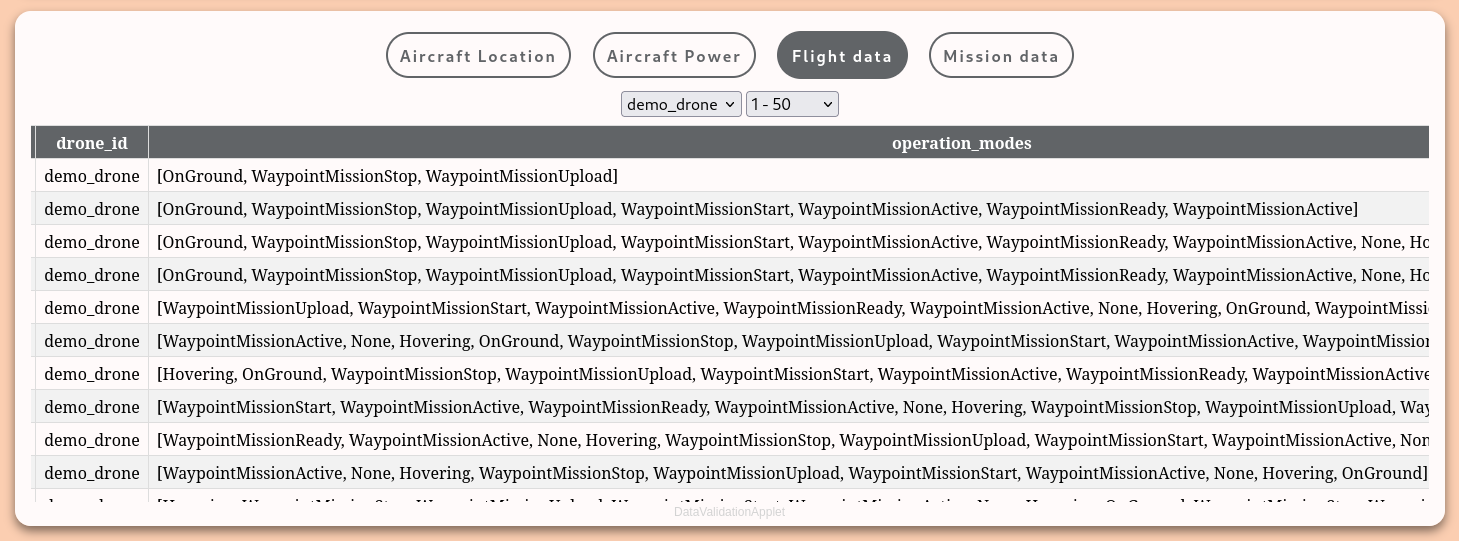 Aircraft Location Aircraft Power Flight data Mission data
demo_drone 1 - 50
drone_id operation_modes
demo_drone [OnGround, WaypointMissionStop, WaypointMissionUpload]
demo_drone [OnGround, WaypointMissionStop, WaypointMissionUpload, WaypointMissionStart, WaypointMissionActive, WaypointMissionReady, WaypointMissionActive]
demo_drone [OnGround, WaypointMissionStop, WaypointMissionUpload, WaypointMissionStart, WaypointMissionActive, WaypointMissionReady, WaypointMissionActive, None, Ho
demo_drone [OnGround, WaypointMissionStop, WaypointMissionUpload, WaypointMissionStart, WaypointMissionActive, WaypointMissionReady, WaypointMissionActive, None, Ho
demo_drone [WaypointMissionUpload, WaypointMissionStart, WaypointMissionActive, WaypointMissionReady, WaypointMissionActive, None, Hovering, OnGround, WaypointMissi
demo_drone [WaypointMissionActive, None, Hovering, OnGround, WaypointMissionStop, WaypointMissionUpload, WaypointMissionStart, WaypointMissionActive, WaypointMission
demo_drone [Hovering, OnGround, WaypointMissionStop, WaypointMissionUpload, WaypointMissionStart, WaypointMissionActive, WaypointMissionReady, WaypointMissionActive
demo_drone [WaypointMissionStart, WaypointMissionActive, WaypointMissionReady, WaypointMissionActive, None, Hovering, WaypointMissionStop, WaypointMissionUpload, Way
demo_drone [WaypointMissionReady, WaypointMissionActive, None, Hovering, WaypointMissionStop, WaypointMissionUpload, WaypointMissionStart, WaypointMissionActive, Non
demo_drone [WaypointMissionActive, None, Hovering, WaypointMissionStop, WaypointMissionUpload, WaypointMissionStart, WaypointMissionActive, None, Hovering, OnGround]
DataValidationApplet